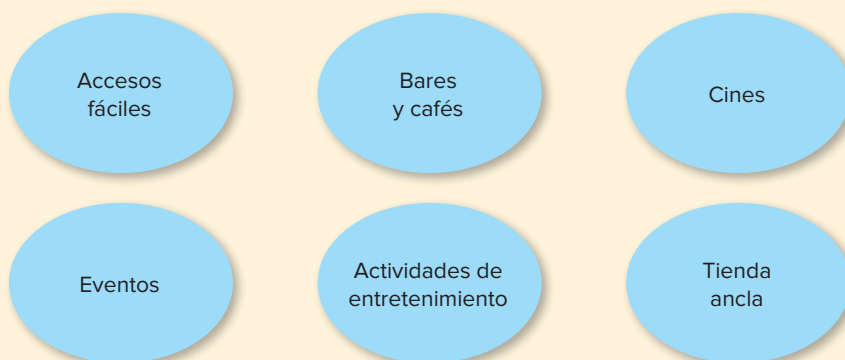 Accesos
fáciles
Bares
y cafés
Cines
Eventos
Actividades de
entretenimiento
Tienda
ancla